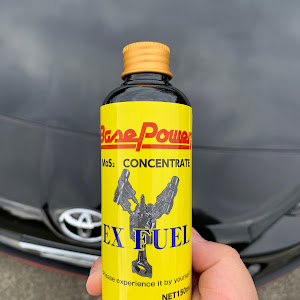 BasePower
MoS₂ CONCENTRATE
EX FUEL
Please experience it by yourself
NET150ml